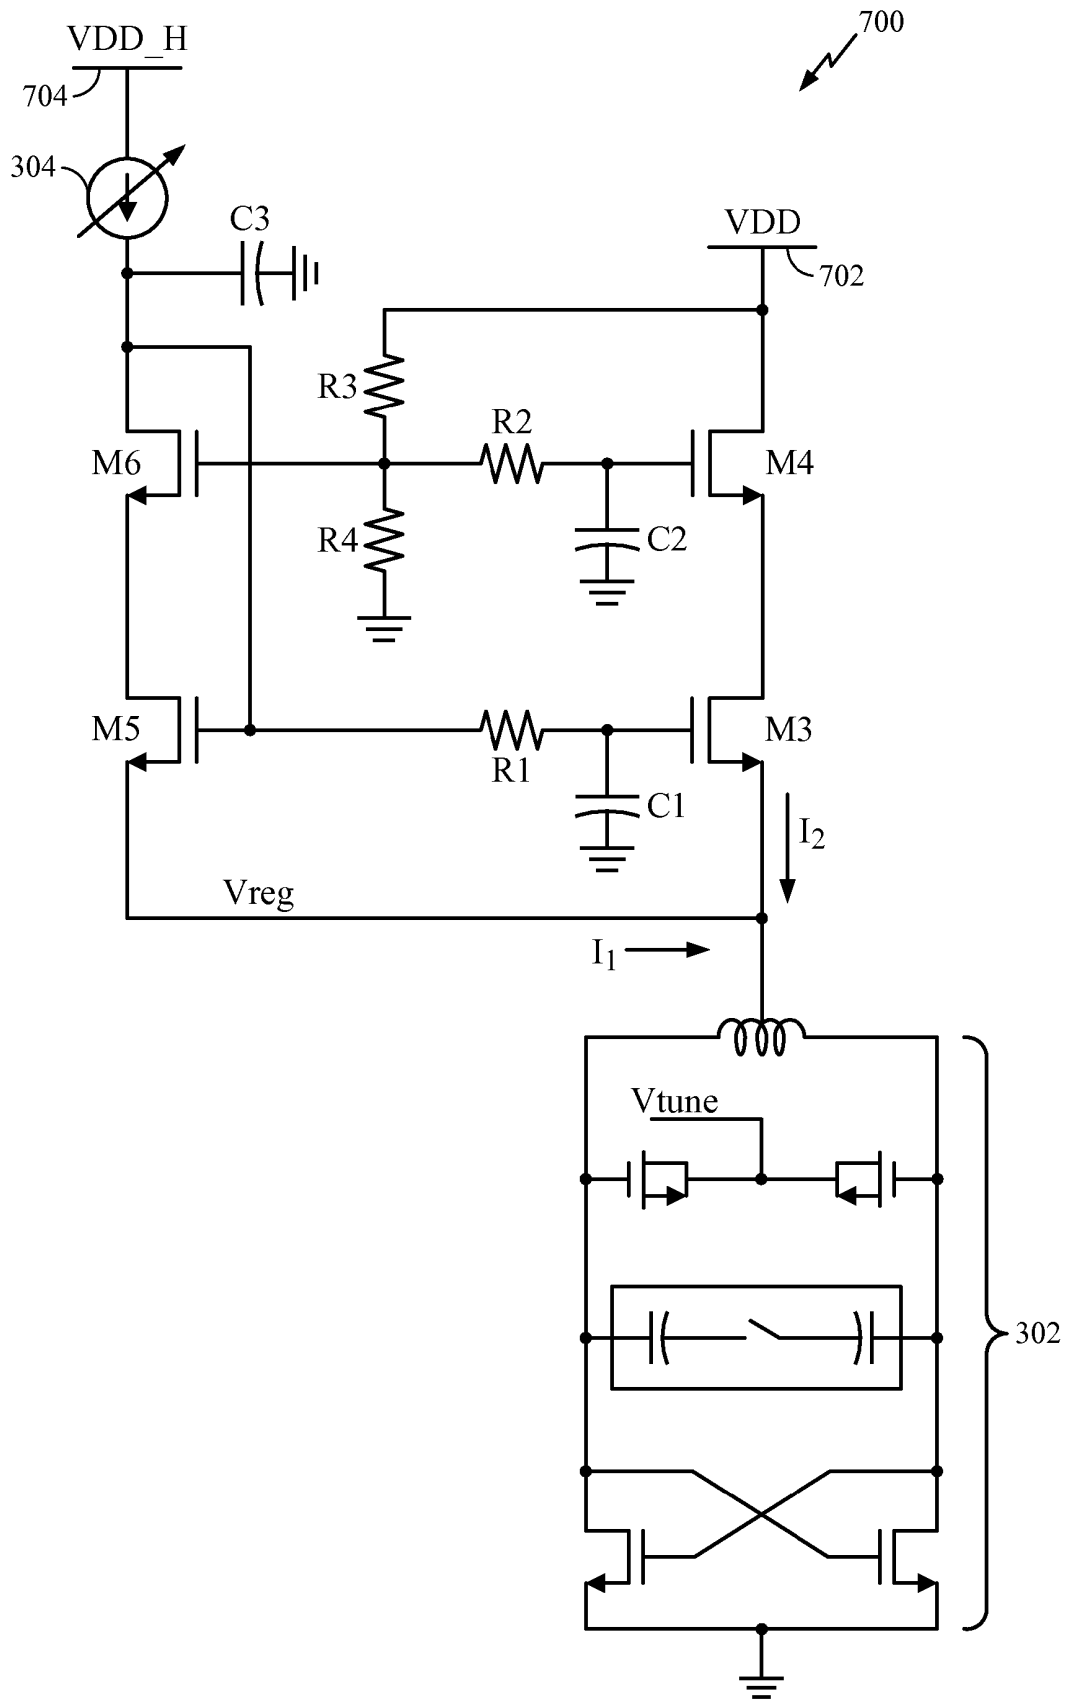 700
VDD_H
704
304
C3
VDD
702
R3
R2
M6
M4
R4
C2
M5
M3
R1
C1
I2
Vreg
I1
Vtune
302